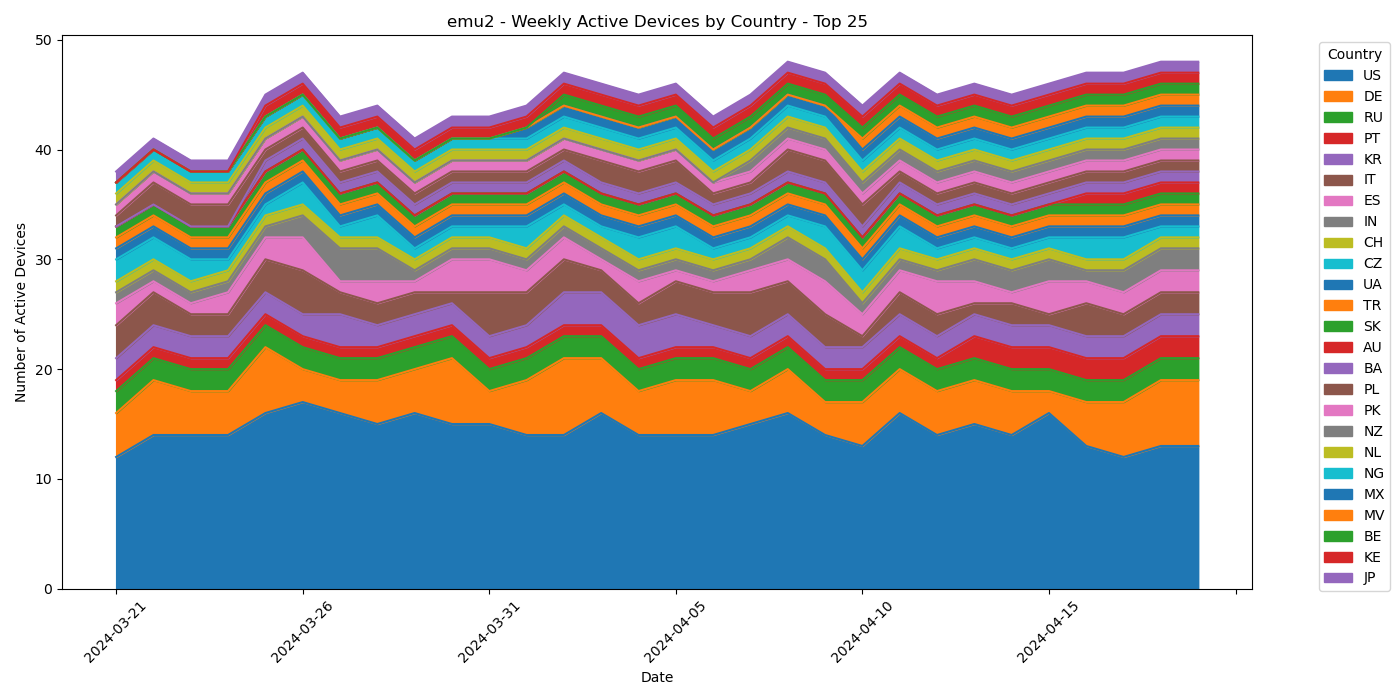 emu2 - Weekly Active Devices by Country - Top 25
50
40
30
20
10
0
Number of Active Devices
2024-03-21
2024-03-26
2024-03-31
2024-04-05
2024-04-10
2024-04-15
Date
Country
US
DE
RU
PT
KR
IT
ES
IN
CH
CZ
UA
TR
SK
AU
BA
PL
PK
NZ
NL
NG
MX
MV
BE
KE
JP